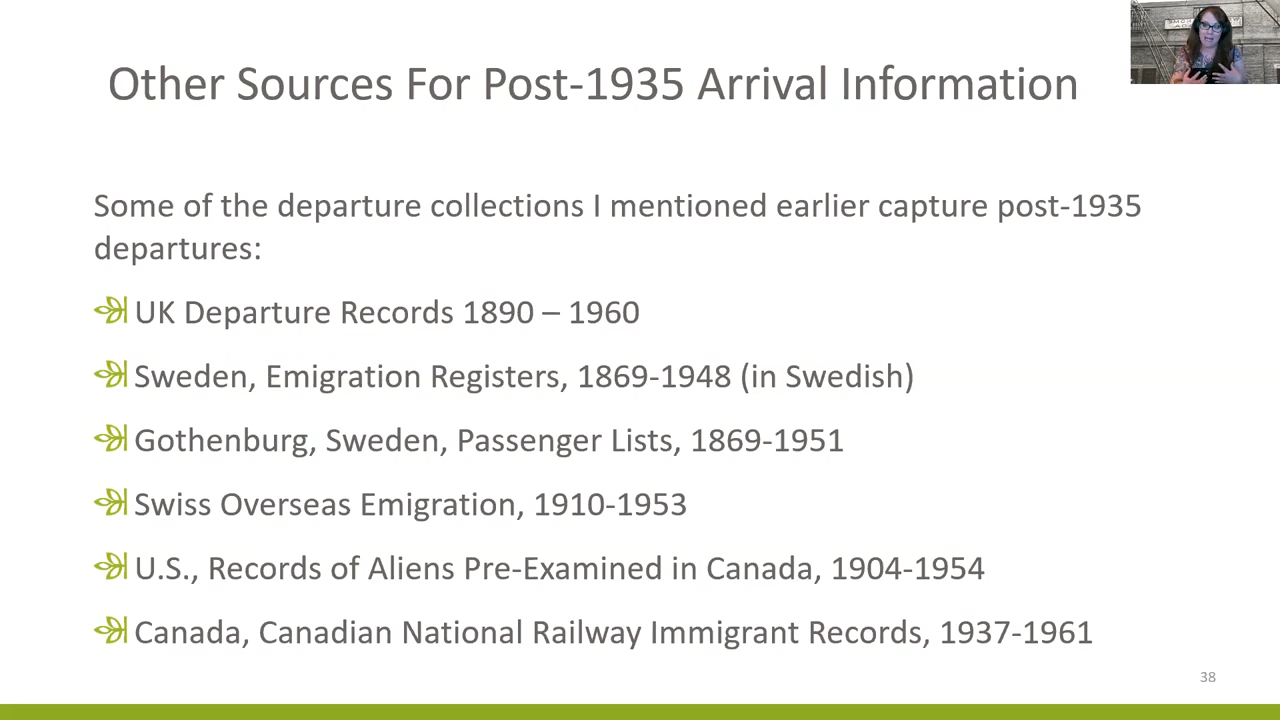 Other Sources For Post-1935 Arrival Information
Some of the departure collections I mentioned earlier capture post-1935
departures:
UK Departure Records 1890 – 1960
Sweden, Emigration Registers, 1869-1948 (in Swedish)
Gothenburg, Sweden, Passenger Lists, 1869-1951
Swiss Overseas Emigration, 1910-1953
U.S., Records of Aliens Pre-Examined in Canada, 1904-1954
Canada, Canadian National Railway Immigrant Records, 1937-1961
38